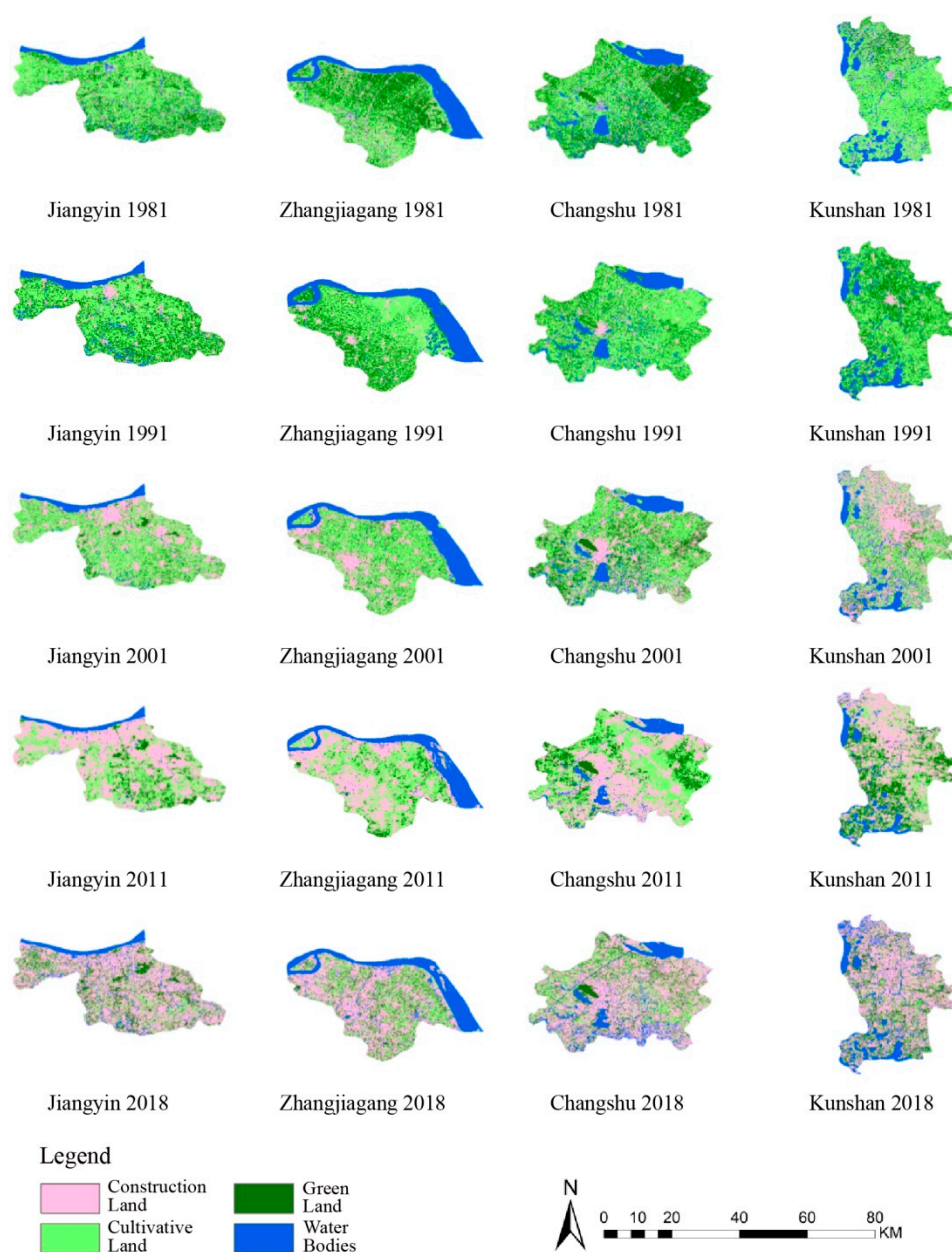 Jiangyin 1981
Zhangjiagang 1981
Changshu 1981
Kunshan 1981
Jiangyin 1991
Zhangjiagang 1991
Changshu 1991
Kunshan 1991
Jiangyin 2001
Zhangjiagang 2001
Changshu 2001
Kunshan 2001
Jiangyin 2011
Zhangjiagang 2011
Changshu 2011
Kunshan 2011
Jiangyin 2018
Zhangjiagang 2018
Changshu 2018
Kunshan 2018
Legend
Construction
Land
Green
Land
Cultivative
Land
Water
Bodies
N
0 10 20 40 60 80
KM